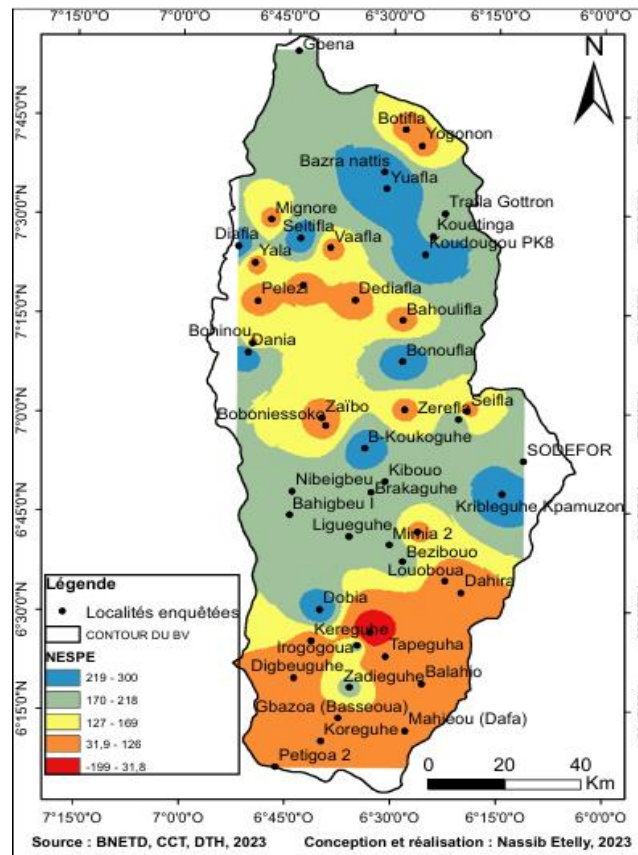 7°15'0"O 7°0'0"O 6°45'0"O 6°30'0"O 6°15'0"O 6°0'0"O
N
Gbena
7°45'0"N
Botifla
Yogonon
Bazra nattis
Yuafla
7°30'0"N
Trafla Gottron
Mignore
Kouetinga
Seltifla
Diafla
Vaafla
Koudougou PK8
Yala
Pelezi
Dediafla
7°15'0"N
Bahoulifla
Bohinou
Dania
Bonoufla
7°0'0"N
Zaïbo
Zerefla
Seifla
Boboniessoko
B-Koukoguhe
SODEFOR
Nibeigbeu
Kibouo
Brakaguhe
6°45'0"N
Bahigbeu I
Kribleguhe Kpamuzon
Ligueguhe
Mimia 2
Bezibouo
Louoboua
Dahira
6°30'0"N
Dobia
Kereguhe
Irogogoua
Tapeguha
Digbeuguhe
Zadieguhe
Balahio
6°15'0"N
Gbazoa (Basseoua)
Koreguhe
Mahieou (Dafa)
Petigoa 2
Légende
Localités enquêtées
CONTOUR DU BV
NESPE
219 - 300
170 - 218
127 - 169
31,9 - 126
-199 - 31,8
0 20 40
Km
7°15'0"O 7°0'0"O 6°45'0"O 6°30'0"O 6°15'0"O 6°0'0"O
Source : BNETD, CCT, DTH, 2023 Conception et réalisation : Nassib Etelly, 2023